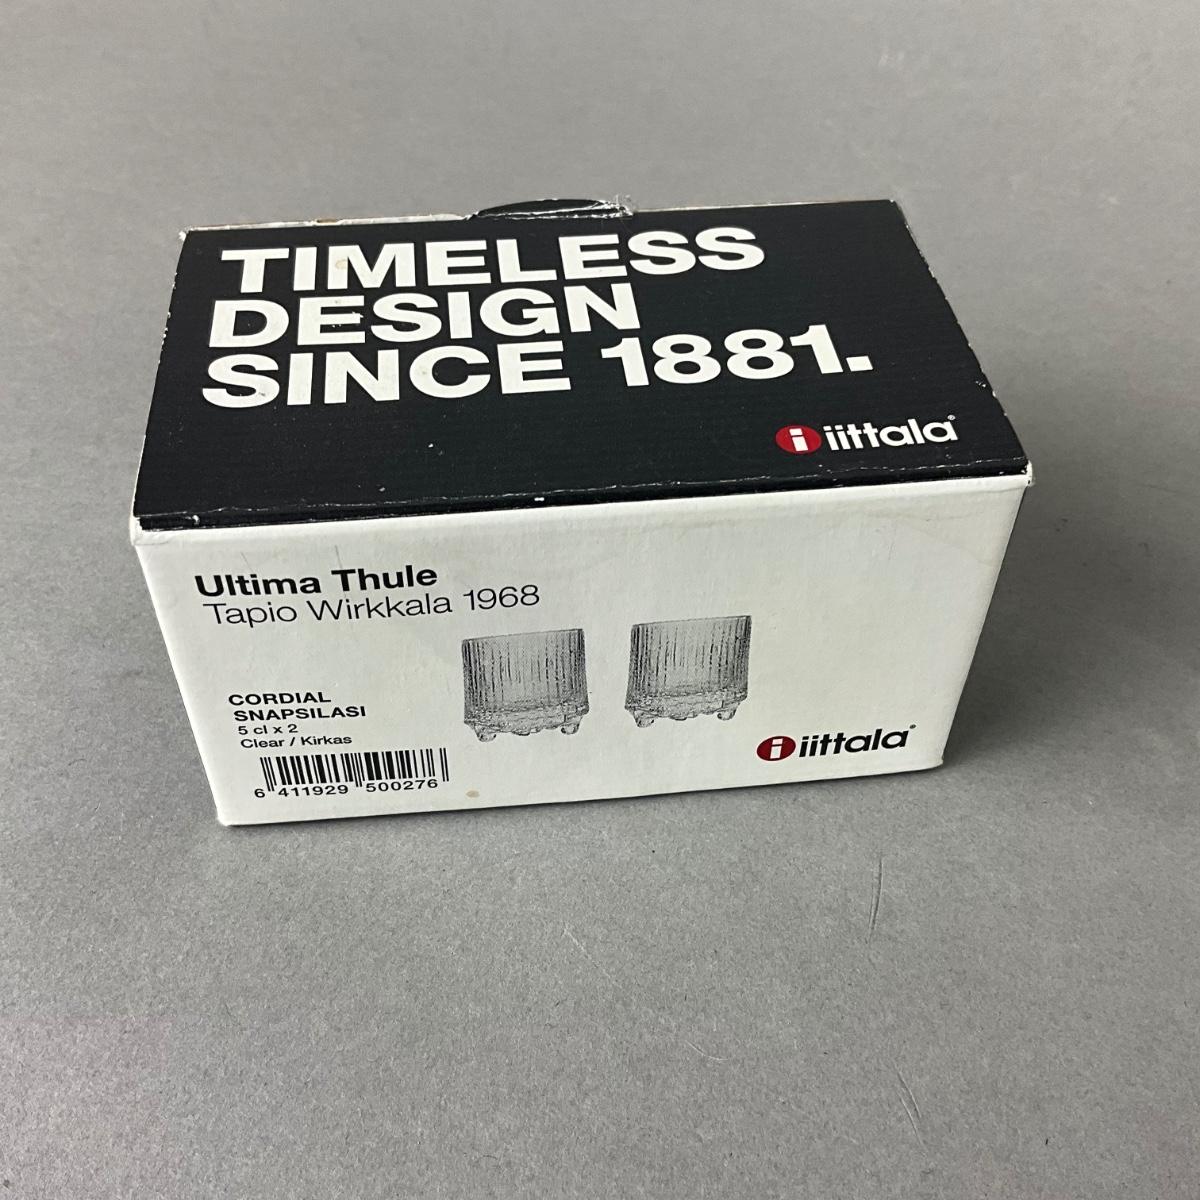 TIMELESS
DESIGN
SINCE 1881.
i iittala®
Ultima Thule
Tapio Wirkkala 1968
CORDIAL
SNAPSILASI
5 cl x 2
Clear / Kirkas
6 411929 500276
i iittala®